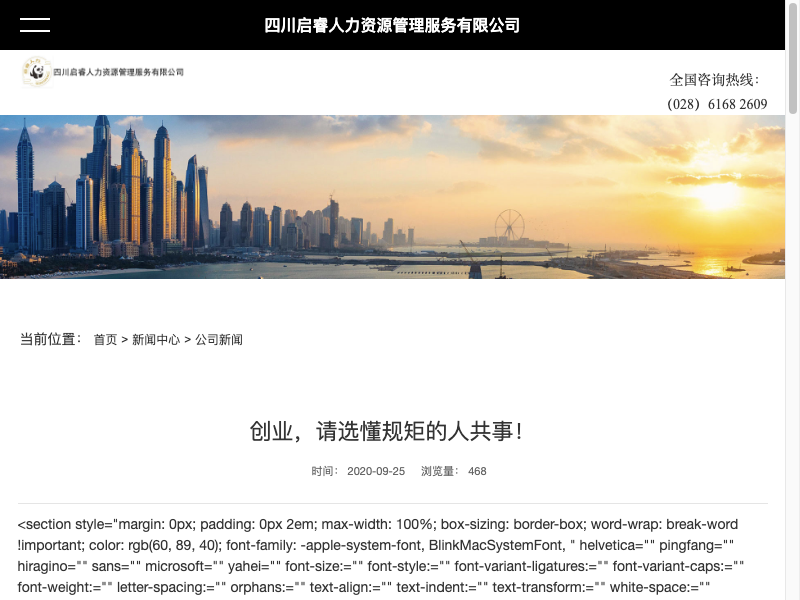 四川启睿人力资源管理服务有限公司
四川启睿人力资源管理服务有限公司
全国咨询热线：
（028）6168 2609
当前位置： 首页 > 新闻中心 > 公司新闻
创业，请选懂规矩的人共事！
时间： 2020-09-25 浏览量： 468
<section style="margin: 0px; padding: 0px 2em; max-width: 100%; box-sizing: border-box; word-wrap: break-word
!important; color: rgb(60, 89, 40); font-family: -apple-system-font, BlinkMacSystemFont, " helvetica="" pingfang=""
hiragino="" sans="" microsoft="" yahei="" font-size:="" font-style:="" font-variant-ligatures:="" font-variant-caps:=""
font-weight:="" letter-spacing:="" orphans:="" text-align:="" text-indent:="" text-transform:="" white-space:=""